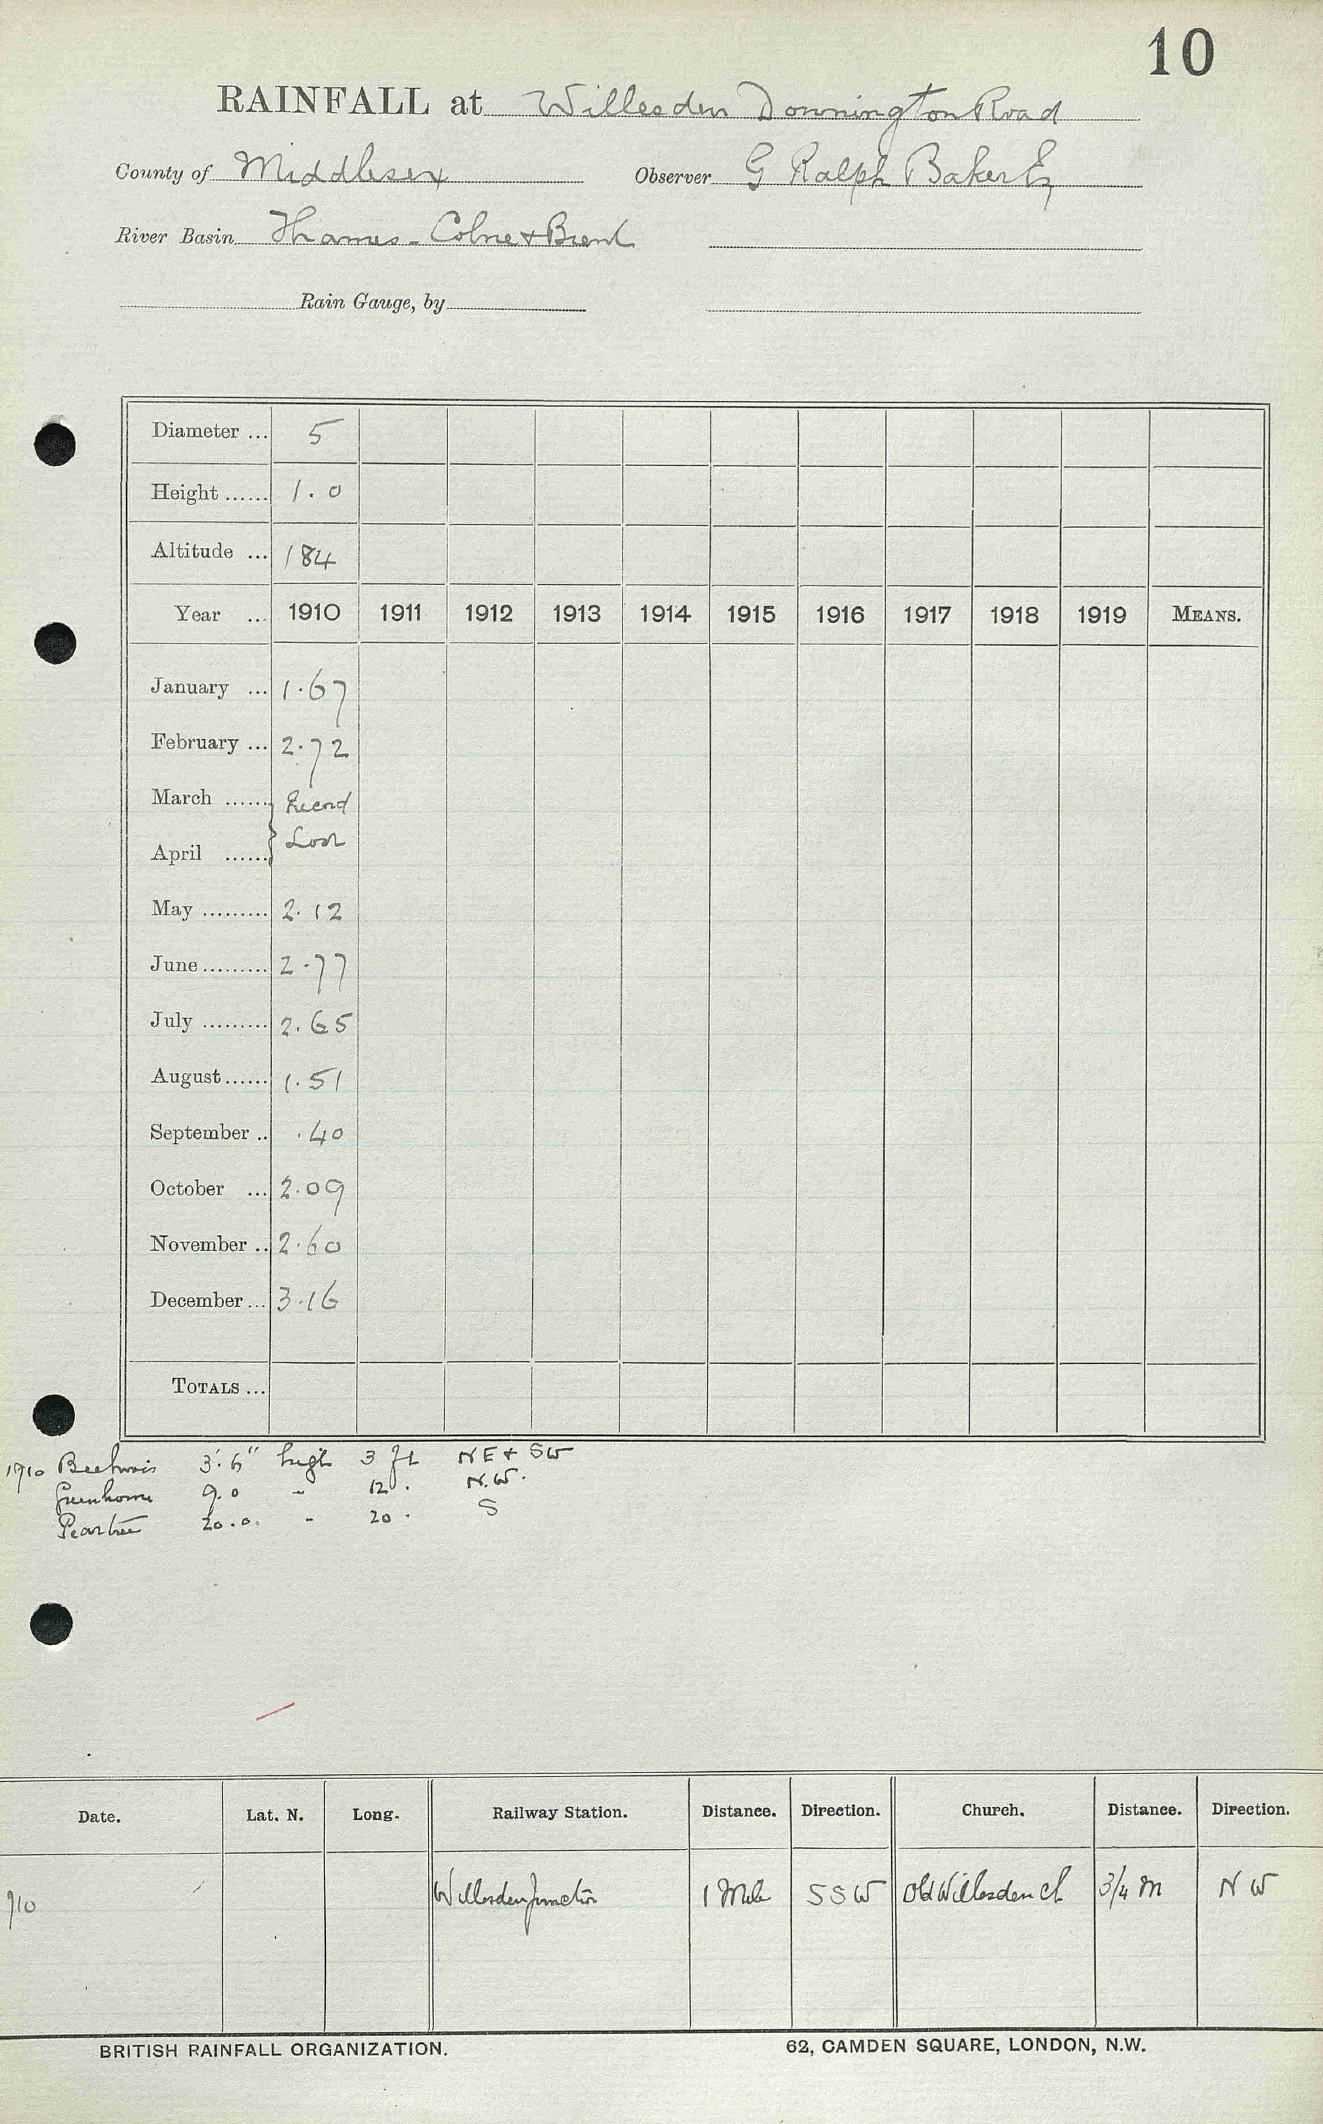 10
RAINFALL at Willesden Donnington Road
County of Middlesex Observer G Ralph Baker Esq
River Basin Thames - Colne & Brent
Rain Gauge, by
Diameter ... 5
Height ...... 1.0
Altitude ... 184
Year ... 1910 1911 1912 1913 1914 1915 1916 1917 1918 1919 MEANS.
January ... 1.67
February ... 2.72
March ...... Record
April ...... Lost
May ......... 2.12
June ......... 2.77
July ......... 2.65
August ...... 1.51
September .. .40
October ... 2.09
November .. 2.60
December ... 3.16
TOTALS ...
1910 3'.6" high 3 ft NE & SW
Greenhouse 9.0 " 12. N.W.
Peartree 20.0. " 20. S
Date. Lat. N. Long. Railway Station. Distance. Direction. Church. Distance. Direction.
910 Willesden Junction 1 Mile SSW Old Willesden Ch 3/4 m NW
BRITISH RAINFALL ORGANIZATION. 62, CAMDEN SQUARE, LONDON, N.W.